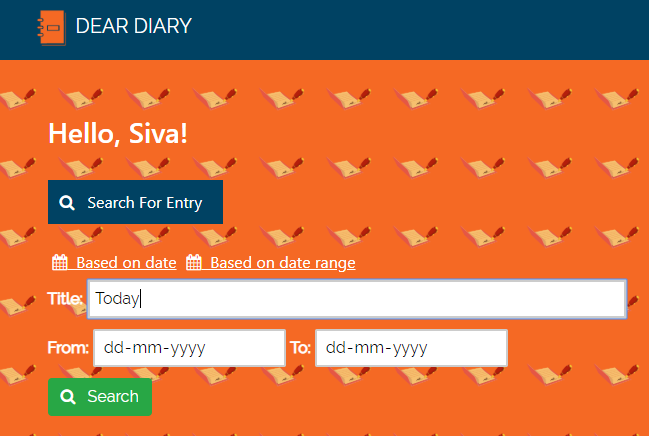 DEAR DIARY
Hello, Siva!
Search For Entry
Based on date Based on date range
Title: Today
From: dd-mm-yyyy To: dd-mm-yyyy
Search